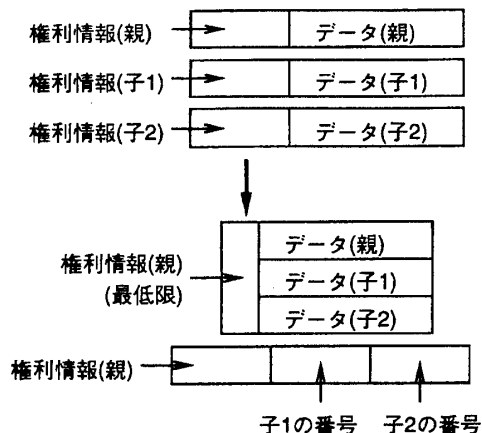 権利情報(親)
データ(親)
権利情報(子1)
データ(子1)
権利情報(子2)
データ(子2)
権利情報(親)
(最低限)
データ(親)
データ(子1)
データ(子2)
権利情報(親)
子1の番号
子2の番号